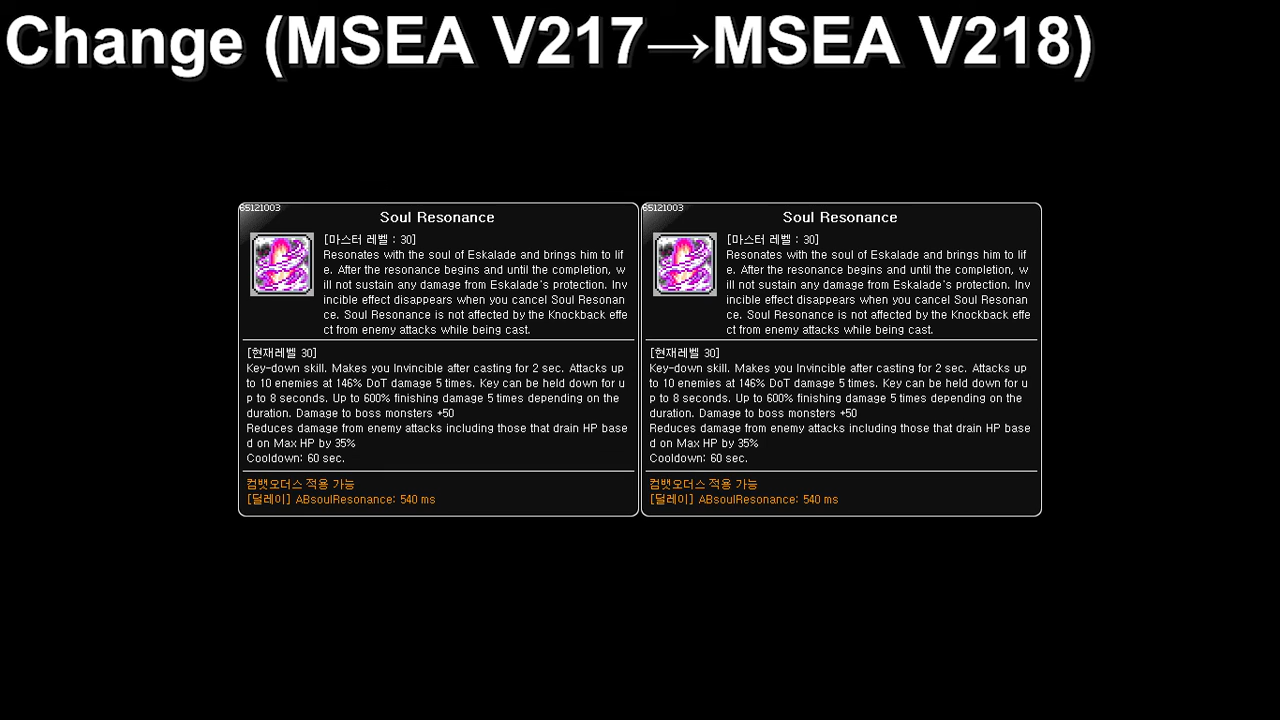 Change (MSEA V217→MSEA V218)
65121003
Soul Resonance
[마스터 레벨 : 30]
Resonates with the soul of Eskalade and brings him to lif
e. After the resonance begins and until the completion, w
ill not sustain any damage from Eskalade's protection. Inv
incible effect disappears when you cancel Soul Resonan
ce. Soul Resonance is not affected by the Knockback effe
ct from enemy attacks while being cast.
[현재레벨 30]
Key-down skill. Makes you Invincible after casting for 2 sec. Attacks up
to 10 enemies at 146% DoT damage 5 times. Key can be held down for u
p to 8 seconds. Up to 600% finishing damage 5 times depending on the
duration. Damage to boss monsters +50
Reduces damage from enemy attacks including those that drain HP base
d on Max HP by 35%
Cooldown: 60 sec.
컴뱃오더스 적용 가능
[딜레이] ABsoulResonance: 540 ms
65121003
Soul Resonance
[마스터 레벨 : 30]
Resonates with the soul of Eskalade and brings him to lif
e. After the resonance begins and until the completion, w
ill not sustain any damage from Eskalade's protection. Inv
incible effect disappears when you cancel Soul Resonan
ce. Soul Resonance is not affected by the Knockback effe
ct from enemy attacks while being cast.
[현재레벨 30]
Key-down skill. Makes you Invincible after casting for 2 sec. Attacks up
to 10 enemies at 146% DoT damage 5 times. Key can be held down for u
p to 8 seconds. Up to 600% finishing damage 5 times depending on the
duration. Damage to boss monsters +50
Reduces damage from enemy attacks including those that drain HP base
d on Max HP by 35%
Cooldown: 60 sec.
컴뱃오더스 적용 가능
[딜레이] ABsoulResonance: 540 ms